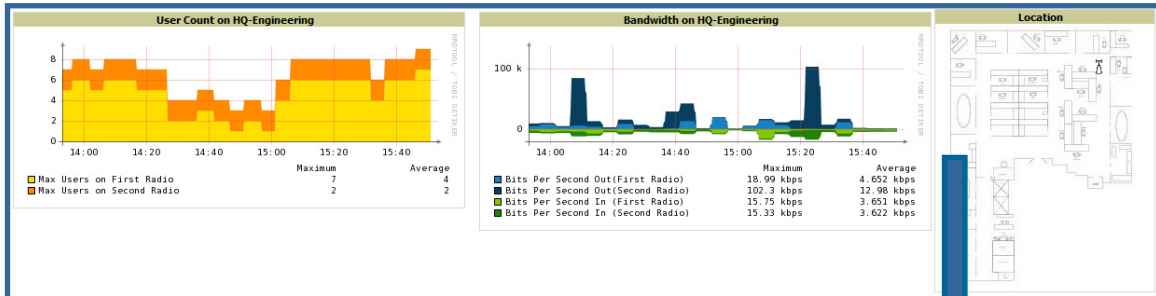 User Count on HQ-Engineering
8
6
4
2
0
14:00 14:20 15:00 15:20 15:40
Maximum Average
Max Users on First Radio 7 4
Max Users on Second Radio 2 2
RRDTOOL / TOBI OETIKER
Bandwidth on HQ-Engineering
100 k
0
14:00 14:20 14:40 15:00 15:20 15:40
Maximum Average
Bits Per Second Out(First Radio) 18.99 kbps 4.652 kbps
Bits Per Second Out(Second Radio) 102.3 kbps 12.98 kbps
Bits Per Second In (First Radio) 15.75 kbps 3.651 kbps
Bits Per Second In (Second Radio) 15.33 kbps 3.622 kbps
RRDTOOL / TOBI OETIKER
Location